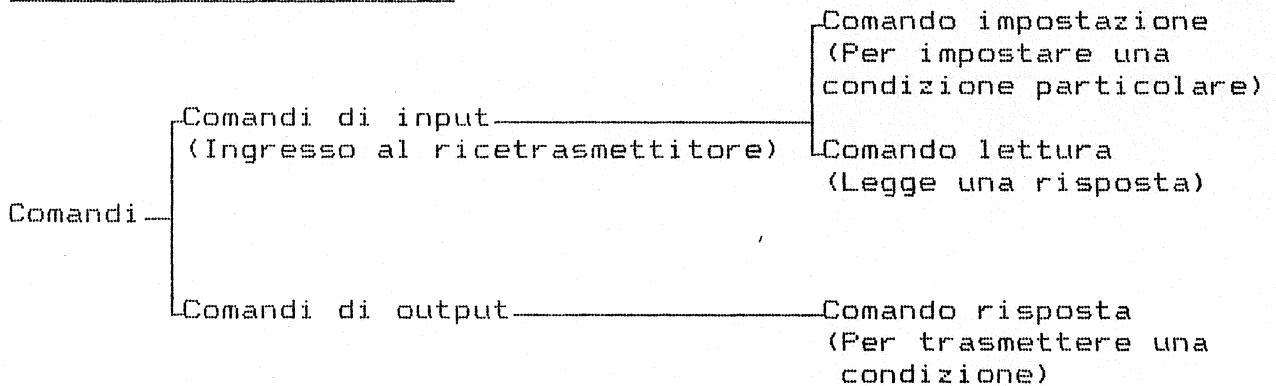 Comando impostazione
(Per impostare una
condizione particolare)
Comandi di input
(Ingresso al ricetrasmettitore)
Comando lettura
(Legge una risposta)
Comandi
Comandi di output
Comando risposta
(Per trasmettere una
condizione)